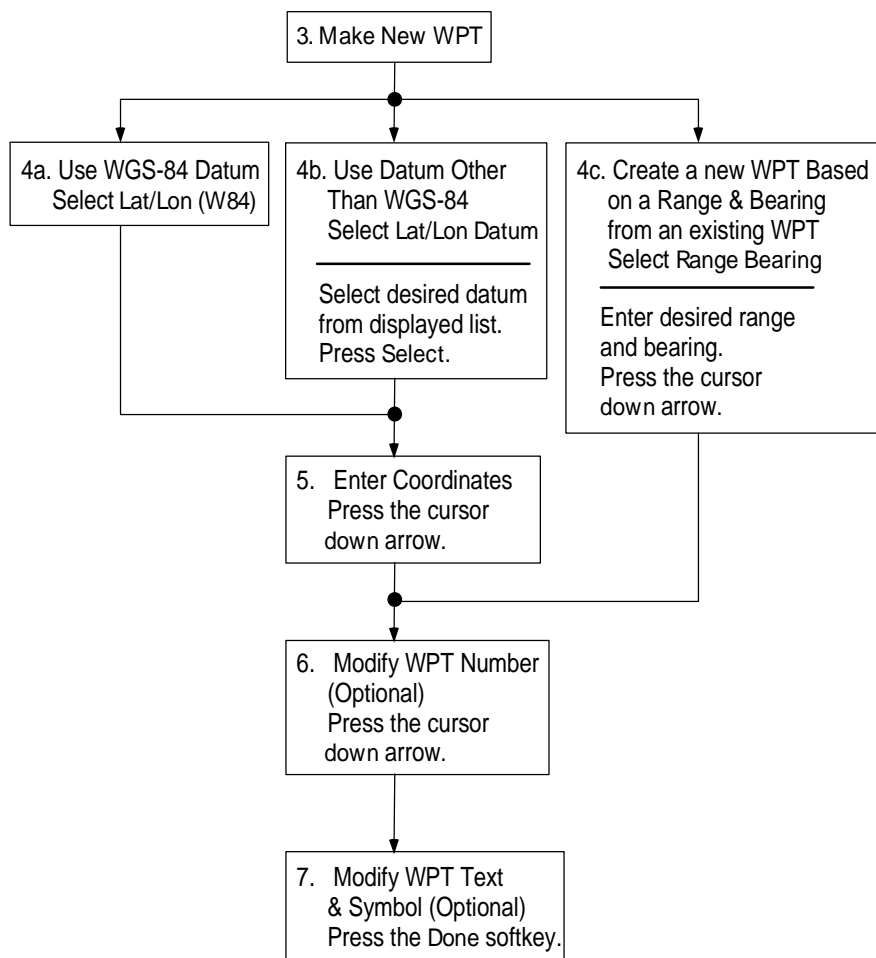 3. Make New WPT
4a. Use WGS-84 Datum
Select Lat/Lon (W84)
4b. Use Datum Other
Than WGS-84
Select Lat/Lon Datum
Select desired datum
from displayed list.
Press Select.
4c. Create a new WPT Based
on a Range & Bearing
from an existing WPT
Select Range Bearing
Enter desired range
and bearing.
Press the cursor
down arrow.
5. Enter Coordinates
Press the cursor
down arrow.
6. Modify WPT Number
(Optional)
Press the cursor
down arrow.
7. Modify WPT Text
& Symbol (Optional)
Press the Done softkey.